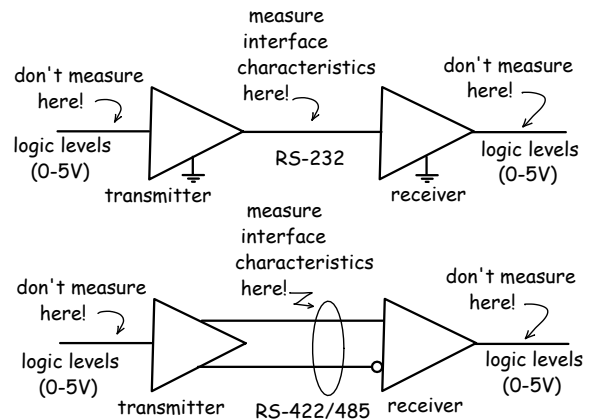 measure
interface
characteristics
here!
don't measure
here!
don't measure
here!
logic levels
(0-5V)
RS-232
logic levels
(0-5V)
transmitter
receiver
measure
interface
characteristics
here!
don't measure
here!
don't measure
here!
logic levels
(0-5V)
logic levels
(0-5V)
transmitter
RS-422/485
receiver